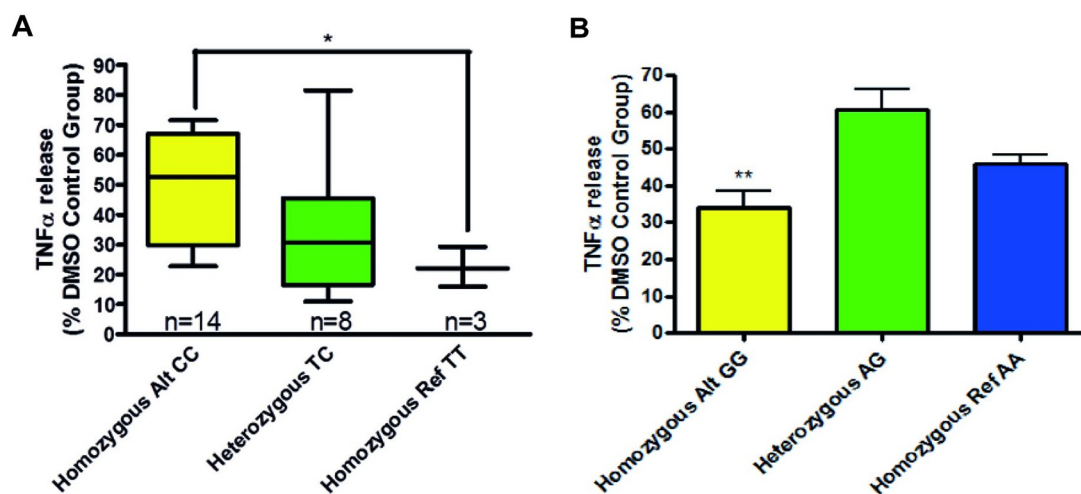 A
TNFα release
(% DMSO Control Group)
90
80
70
60
50
40
30
20
10
0
*
n=14
n=8
n=3
Homozygous Alt CC
Heterozygous TC
Homozygous Ref TT
B
TNFα release
(% DMSO Control Group)
70
60
50
40
30
20
10
0
**
Homozygous Alt GG
Heterozygous AG
Homozygous Ref AA